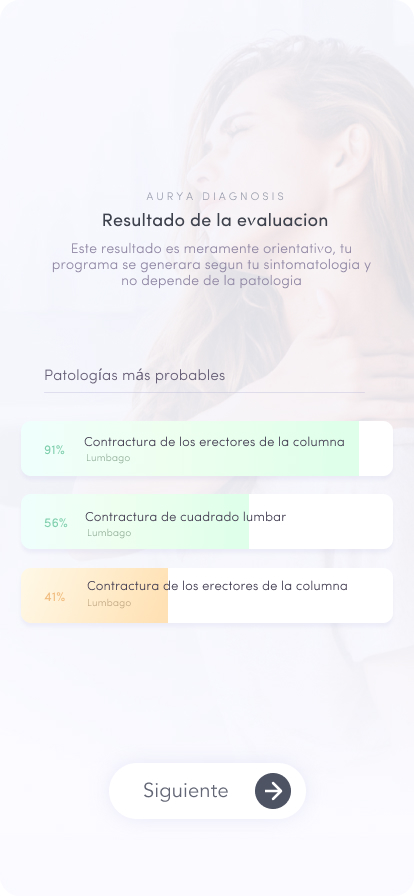 AURYA DIAGNOSIS
Resultado de la evaluacion
Este resultado es meramente orientativo, tu
programa se generara segun tu sintomatologia y
no depende de la patologia
Patologías más probables
91% Contractura de los erectores de la columna
Lumbago
56% Contractura de cuadrado lumbar
Lumbago
41% Contractura de los erectores de la columna
Lumbago
Siguiente